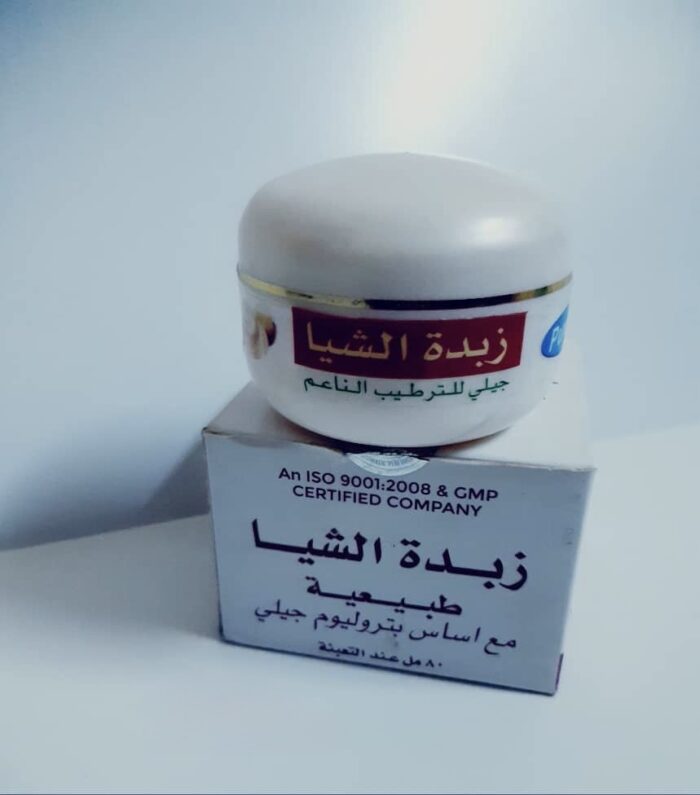 زبدة الشيا
جيلي للترطيب الناعم
An ISO 9001:2008 & GMP
CERTIFIED COMPANY
زبدة الشيا
طبيعية
مع اساس بتروليوم جيلي
٨٠ مل عند التعبئة